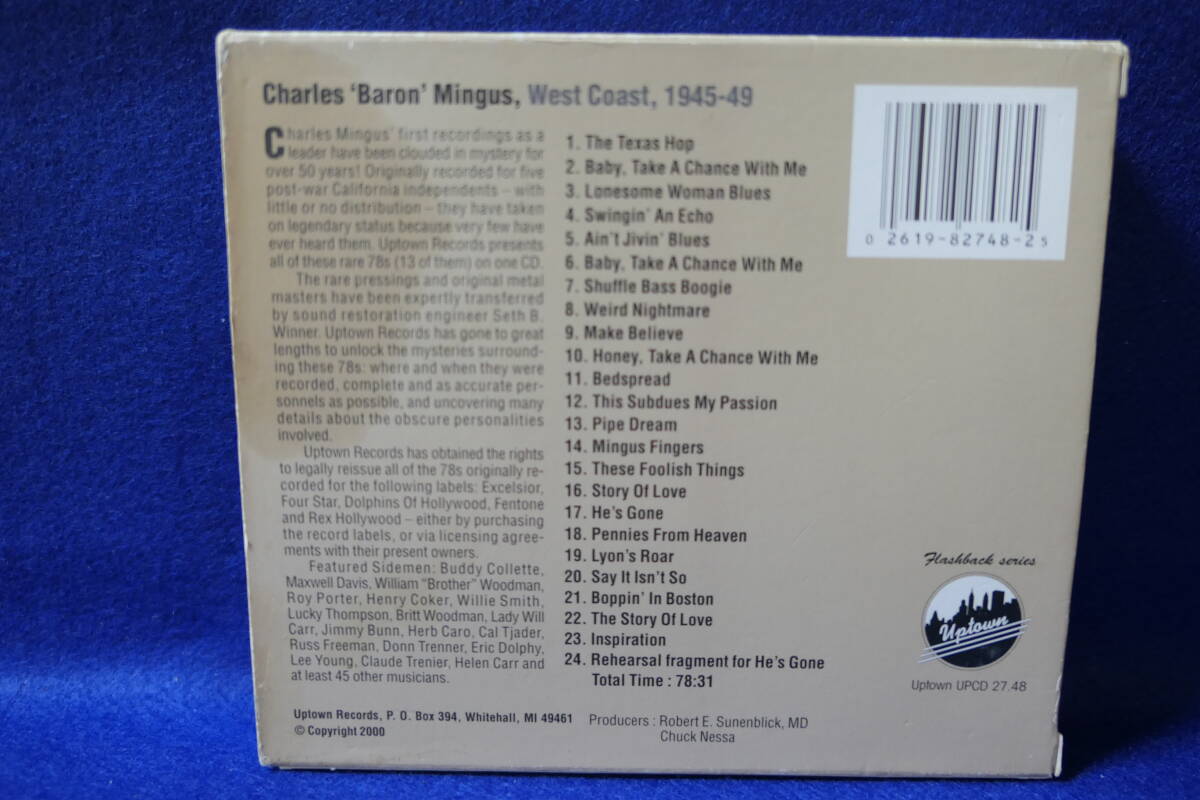 Charles 'Baron' Mingus, West Coast, 1945-49
Charles Mingus' first recordings as a
leader have been clouded in mystery for
over 50 years! Originally recorded for five
post-war California independents – with
little or no distribution – they have taken
on legendary status because very few have
ever heard them. Uptown Records presents
all of these rare 78s (13 of them) on one CD.
The rare pressings and original metal
masters have been expertly transferred
by sound restoration engineer Seth B.
Winner. Uptown Records has gone to great
lengths to unlock the mysteries surround-
ing these 78s: where and when they were
recorded, complete and as accurate per-
sonnels as possible, and uncovering many
details about the obscure personalities
involved.
Uptown Records has obtained the rights
to legally reissue all of the 78s originally re-
corded for the following labels: Excelsior,
Four Star, Dolphins Of Hollywood, Fentone
and Rex Hollywood – either by purchasing
the record labels, or via licensing agree-
ments with their present owners.
Featured Sidemen: Buddy Collette,
Maxwell Davis, William "Brother" Woodman,
Roy Porter, Henry Coker, Willie Smith,
Lucky Thompson, Britt Woodman, Lady Will
Carr, Jimmy Bunn, Herb Caro, Cal Tjader,
Russ Freeman, Donn Trenner, Eric Dolphy,
Lee Young, Claude Trenier, Helen Carr and
at least 45 other musicians.
1. The Texas Hop
2. Baby, Take A Chance With Me
3. Lonesome Woman Blues
4. Swingin' An Echo
5. Ain't Jivin' Blues
6. Baby, Take A Chance With Me
7. Shuffle Bass Boogie
8. Weird Nightmare
9. Make Believe
10. Honey, Take A Chance With Me
11. Bedspread
12. This Subdues My Passion
13. Pipe Dream
14. Mingus Fingers
15. These Foolish Things
16. Story Of Love
17. He's Gone
18. Pennies From Heaven
19. Lyon's Roar
20. Say It Isn't So
21. Boppin' In Boston
22. The Story Of Love
23. Inspiration
24. Rehearsal fragment for He's Gone
Total Time : 78:31
0 2619-82748-2 5
Flashback series
Uptown
Uptown UPCD 27.48
Uptown Records, P. O. Box 394, Whitehall, MI 49461
© Copyright 2000
Producers : Robert E. Sunenblick, MD
Chuck Nessa